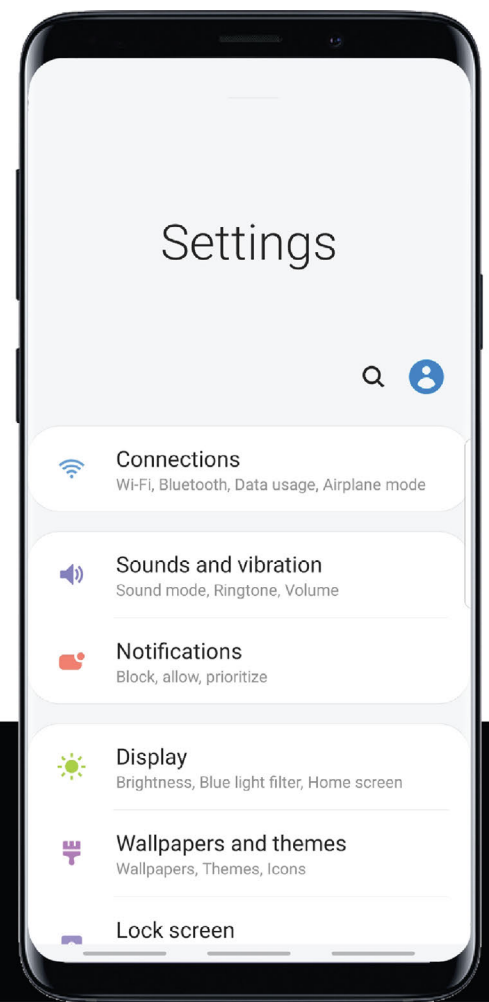 Settings
Connections
Wi-Fi, Bluetooth, Data usage, Airplane mode
Sounds and vibration
Sound mode, Ringtone, Volume
Notifications
Block, allow, prioritize
Display
Brightness, Blue light filter, Home screen
Wallpapers and themes
Wallpapers, Themes, Icons
Lock screen